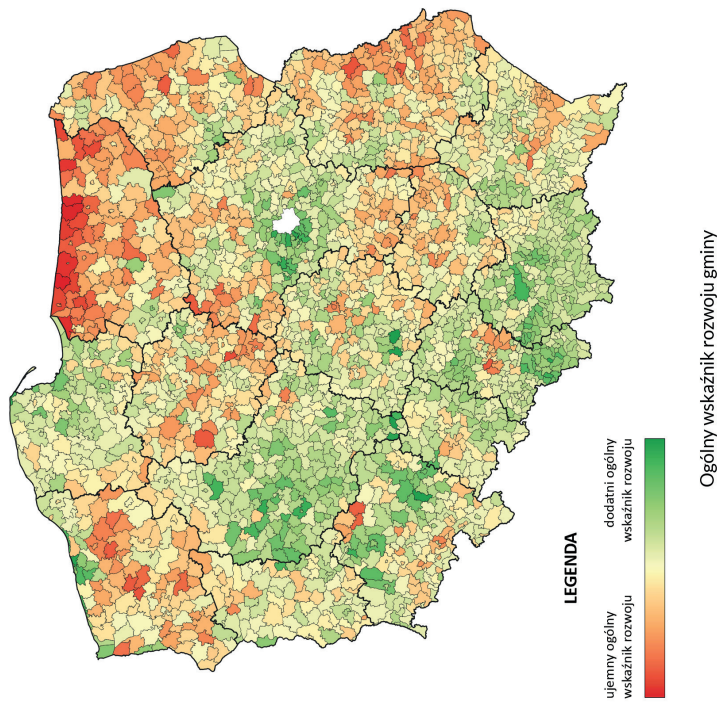 LEGENDA
ujemny ogólny
wskaźnik rozwoju
dodatni ogólny
wskaźnik rozwoju
Ogólny wskaźnik rozwoju gminy